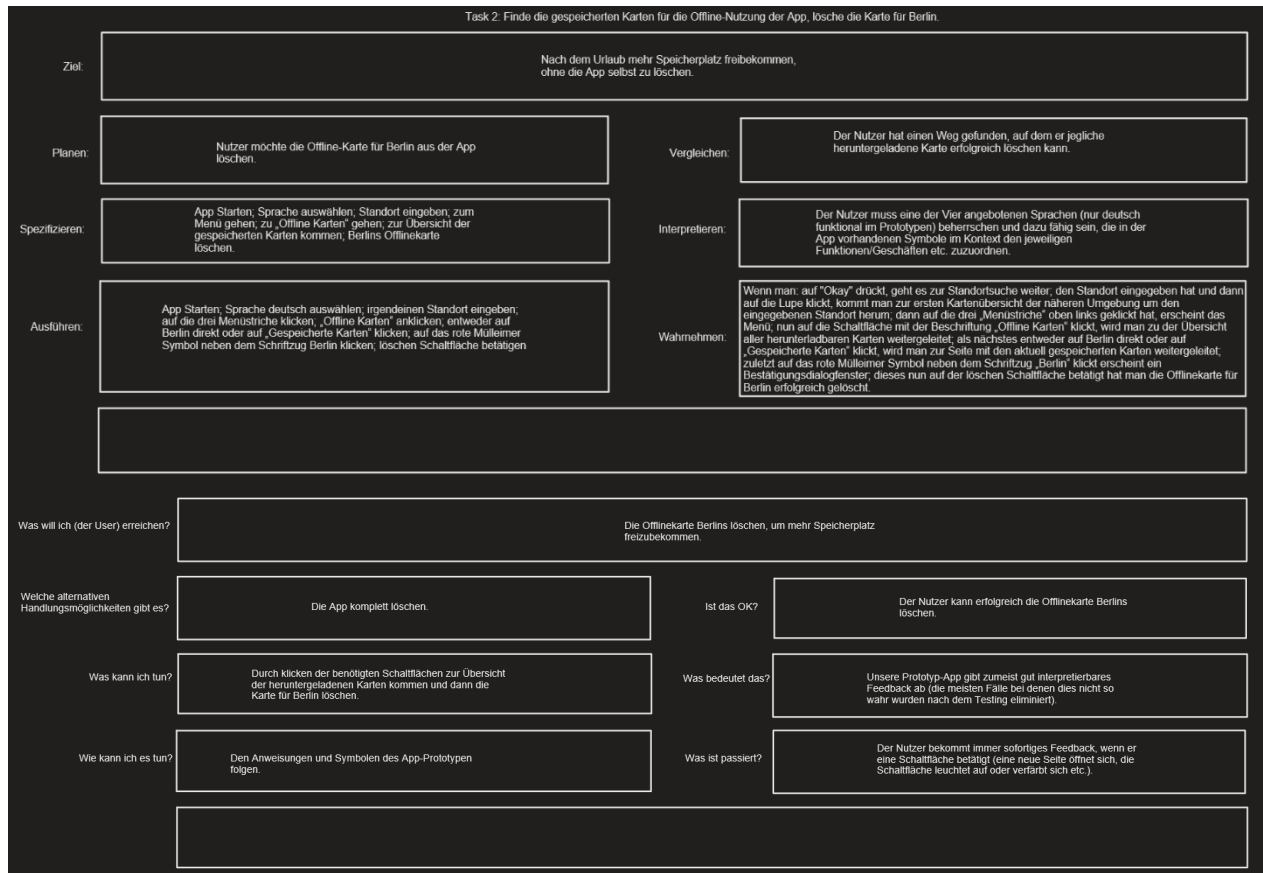 Task 2: Finde die gespeicherten Karten für die Offline-Nutzung der App, lösche die Karte für Berlin.
Ziel:
Nach dem Urlaub mehr Speicherplatz freibekommen,
ohne die App selbst zu löschen.
Planen:
Nutzer möchte die Offline-Karte für Berlin aus der App
löschen.
Vergleichen:
Der Nutzer hat einen Weg gefunden, auf dem er jegliche
heruntergeladene Karte erfolgreich löschen kann.
Spezifizieren:
App Starten; Sprache auswählen; Standort eingeben; zum
Menü gehen; zu „Offline Karten" gehen; zur Übersicht der
gespeicherten Karten kommen; Berlins Offlinekarte
löschen.
Interpretieren:
Der Nutzer muss eine der Vier angebotenen Sprachen (nur deutsch
funktional im Prototypen) beherrschen und dazu fähig sein, die in der
App vorhandenen Symbole im Kontext den jeweiligen
Funktionen/Geschäften etc. zuzuordnen.
Ausführen:
App Starten; Sprache deutsch auswählen; irgendeinen Standort eingeben;
auf die drei Menüstriche klicken; „Offline Karten" anklicken; entweder auf
Berlin direkt oder auf „Gespeicherte Karten" klicken; auf das rote Mülleimer
Symbol neben dem Schriftzug Berlin klicken; löschen Schaltfläche betätigen
Wahrnehmen:
Wenn man: auf "Okay" drückt, geht es zur Standortsuche weiter; den Standort eingegeben hat und dann
auf die Lupe klickt, kommt man zur ersten Kartenübersicht der näheren Umgebung um den
eingegebenen Standort herum; dann auf die drei „Menüstriche" oben links geklickt hat, erscheint das
Menü; nun auf die Schaltfläche mit der Beschriftung „Offline Karten" klickt, wird man zu der Übersicht
aller herunterladbaren Karten weitergeleitet; als nächstes entweder auf Berlin direkt oder auf
„Gespeicherte Karten" klickt, wird man zur Seite mit den aktuell gespeicherten Karten weitergeleitet;
zuletzt auf das rote Mülleimer Symbol neben dem Schriftzug „Berlin" klickt erscheint ein
Bestätigungsdialogfenster; dieses nun auf der löschen Schaltfläche betätigt hat man die Offlinekarte für
Berlin erfolgreich gelöscht.
Was will ich (der User) erreichen?
Die Offlinekarte Berlins löschen, um mehr Speicherplatz
freizubekommen.
Welche alternativen
Handlungsmöglichkeiten gibt es?
Die App komplett löschen.
Ist das OK?
Der Nutzer kann erfolgreich die Offlinekarte Berlins
löschen.
Was kann ich tun?
Durch klicken der benötigten Schaltflächen zur Übersicht
der heruntergeladenen Karten kommen und dann die
Karte für Berlin löschen.
Was bedeutet das?
Unsere Prototyp-App gibt zumeist gut interpretierbares
Feedback ab (die meisten Fälle bei denen dies nicht so
wahr wurden nach dem Testing eliminiert).
Wie kann ich es tun?
Den Anweisungen und Symbolen des App-Prototypen
folgen.
Was ist passiert?
Der Nutzer bekommt immer sofortiges Feedback, wenn er
eine Schaltfläche betätigt (eine neue Seite öffnet sich, die
Schaltfläche leuchtet auf oder verfärbt sich etc.).